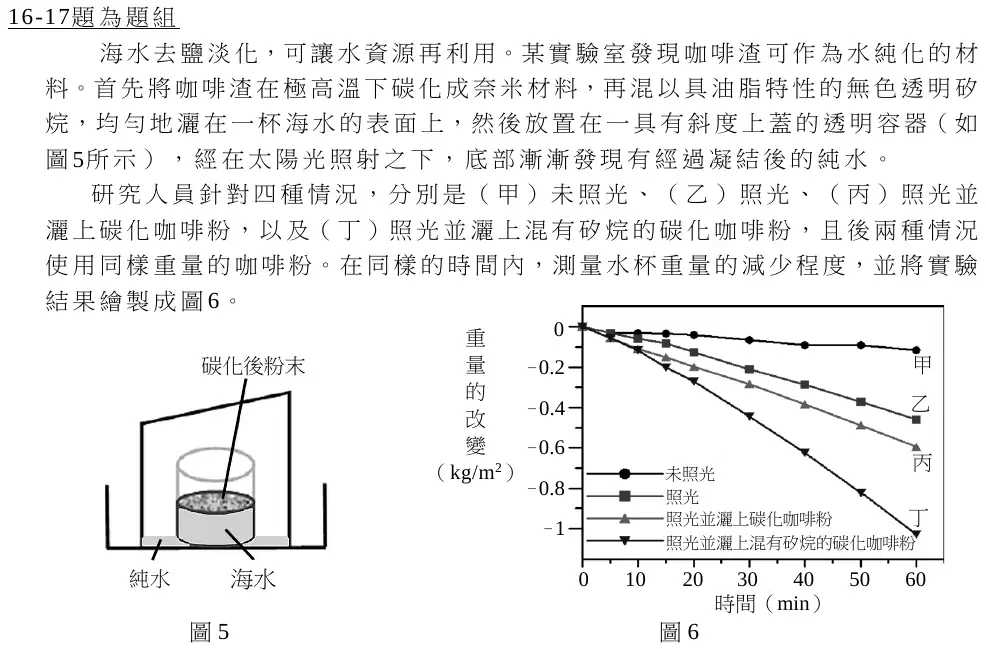 16-17題為題組
海水去鹽淡化，可讓水資源再利用。某實驗室發現咖啡渣可作為水純化的材
料。首先將咖啡渣在極高溫下碳化成奈米材料，再混以具油脂特性的無色透明矽
烷，均勻地灑在一杯海水的表面上，然後放置在一具有斜度上蓋的透明容器（如
圖5所示），經在太陽光照射之下，底部漸漸發現有經過凝結後的純水。
研究人員針對四種情況，分別是（甲）未照光、（乙）照光、（丙）照光並
灑上碳化咖啡粉，以及（丁）照光並灑上混有矽烷的碳化咖啡粉，且後兩種情況
使用同樣重量的咖啡粉。在同樣的時間內，測量水杯重量的減少程度，並將實驗
結果繪製成圖6。
碳化後粉末
純水
海水
圖 5
重
量
的
改
變
（kg/m²）
0
−0.2
−0.4
−0.6
−0.8
−1
甲
乙
丙
丁
未照光
照光
照光並灑上碳化咖啡粉
照光並灑上混有矽烷的碳化咖啡粉
0 10 20 30 40 50 60
時間（min）
圖 6